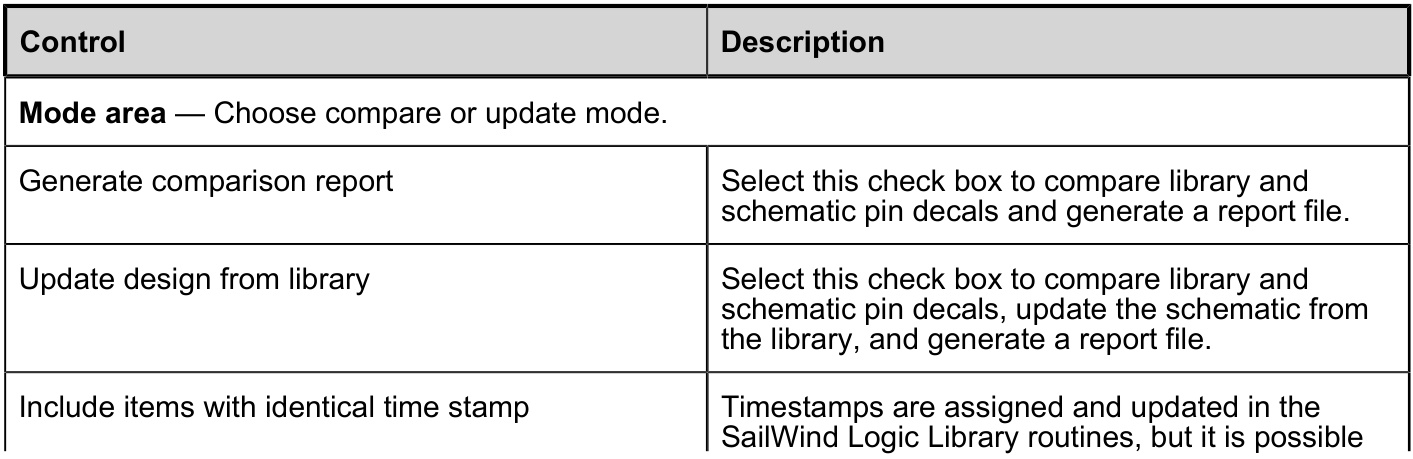 Control
Description
Mode area — Choose compare or update mode.
Generate comparison report
Select this check box to compare library and
schematic pin decals and generate a report file.
Update design from library
Select this check box to compare library and
schematic pin decals, update the schematic from
the library, and generate a report file.
Include items with identical time stamp
Timestamps are assigned and updated in the
SailWind Logic Library routines, but it is possible